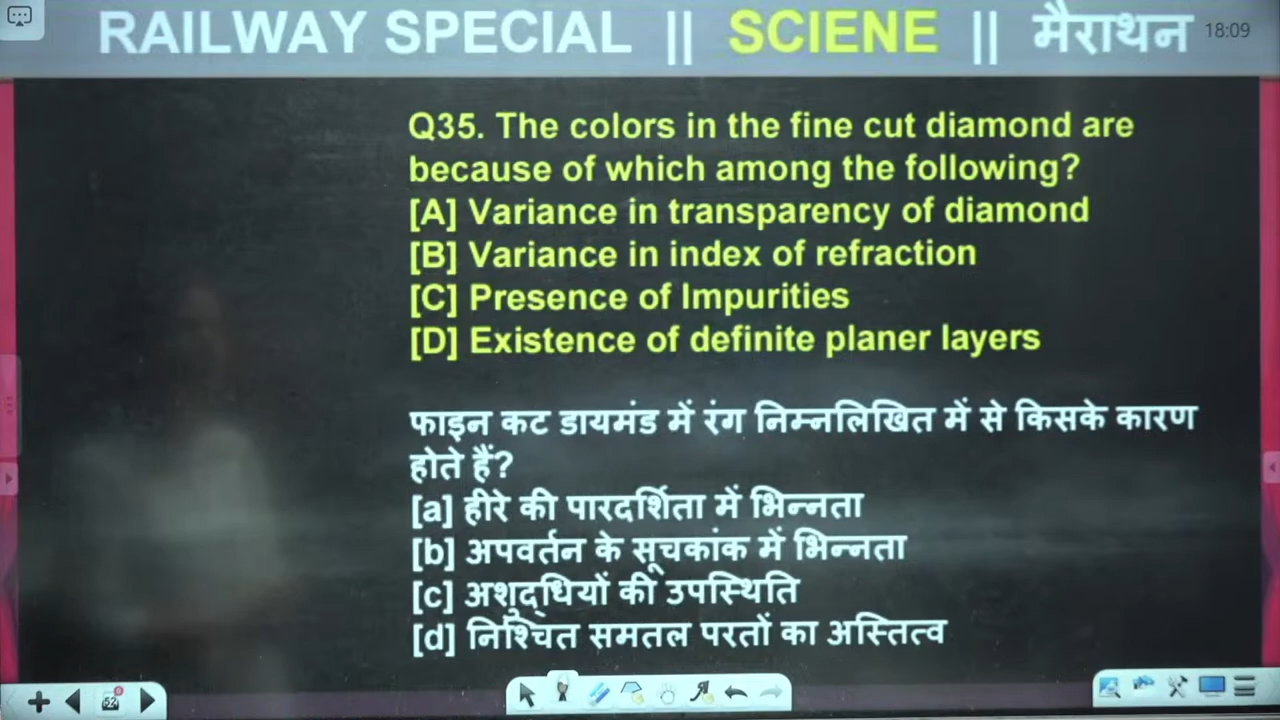 RAILWAY SPECIAL || SCIENE || मैराथन 18:09
Q35. The colors in the fine cut diamond are
because of which among the following?
[A] Variance in transparency of diamond
[B] Variance in index of refraction
[C] Presence of Impurities
[D] Existence of definite planer layers
फाइन कट डायमंड में रंग निम्नलिखित में से किसके कारण
होते हैं?
[a] हीरे की पारदर्शिता में भिन्नता
[b] अपवर्तन के सूचकांक में भिन्नता
[c] अशुद्धियों की उपस्थिति
[d] निश्चित समतल परतों का अस्तित्व
52